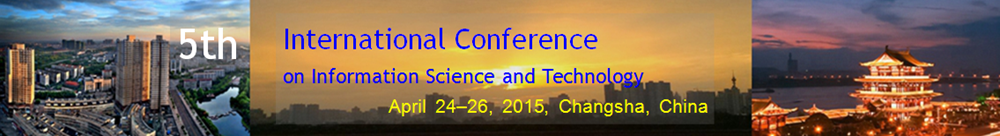 5th
International Conference
on Information Science and Technology
April 24–26, 2015, Changsha, China